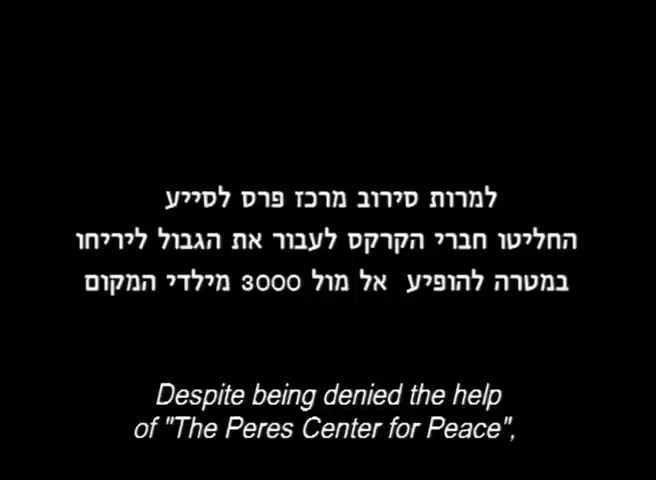 למרות סירוב מרכז פרס לסייע
החליטו חברי הקרקס לעבור את הגבול ליריחו
במטרה להופיע אל מול 3000 מילדי המקום
Despite being denied the help
of "The Peres Center for Peace",